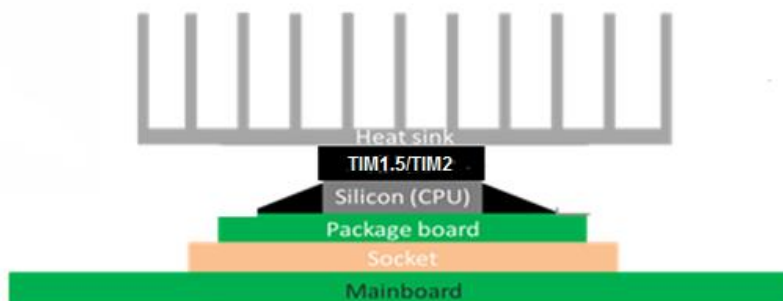 Heat sink
TIM1.5/TIM2
Silicon (CPU)
Package board
Socket
Mainboard